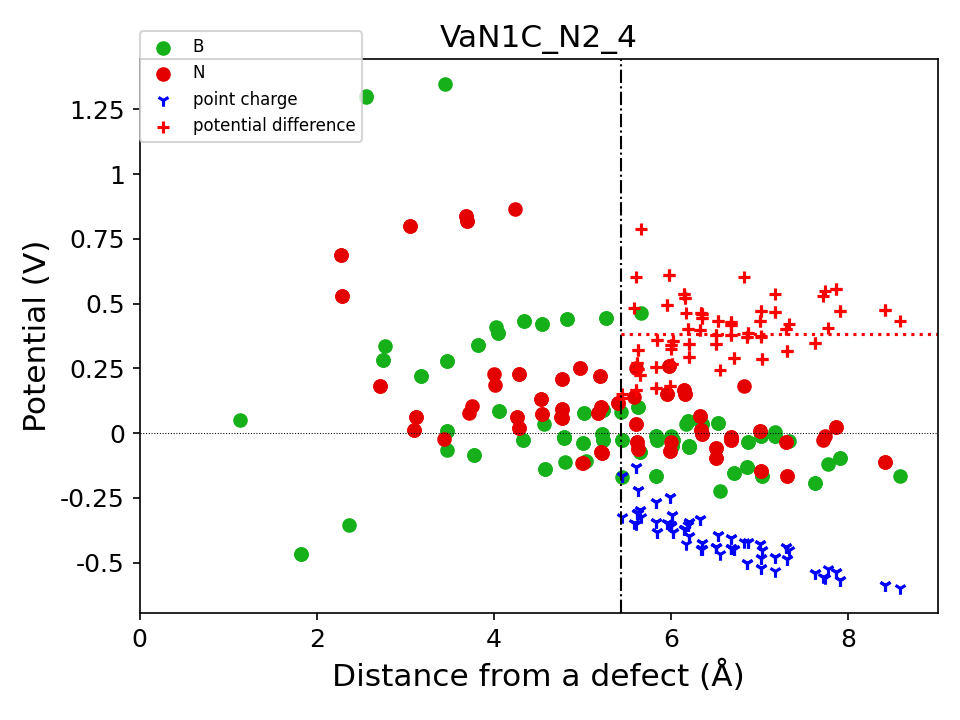 VaN1C_N2_4
B
N
point charge
potential difference
1.25
1
0.75
0.5
0.25
0
-0.25
-0.5
Potential (V)
0 2 4 6 8
Distance from a defect (Å)